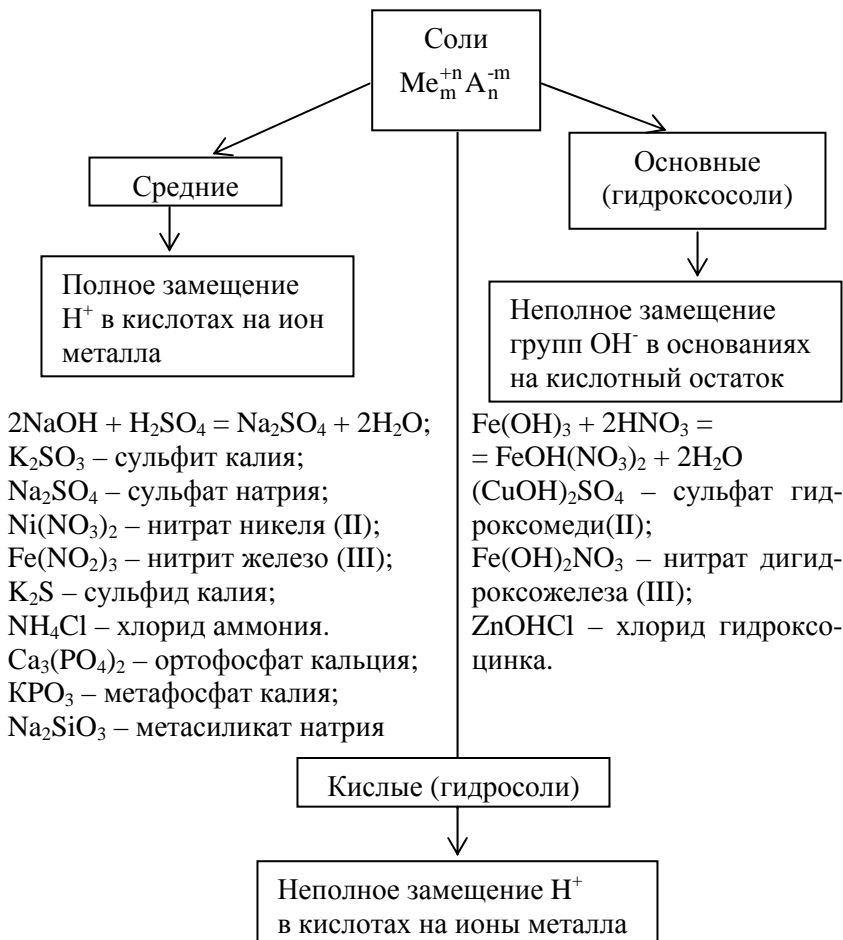 Соли
Me⁺ⁿₘ A⁻ᵐₙ
Средние
Основные
(гидроксосоли)
Полное замещение
H⁺ в кислотах на ион
металла
Неполное замещение
групп OH⁻ в основаниях
на кислотный остаток
2NaOH + H₂SO₄ = Na₂SO₄ + 2H₂O;
K₂SO₃ – сульфит калия;
Na₂SO₄ – сульфат натрия;
Ni(NO₃)₂ – нитрат никеля (II);
Fe(NO₂)₃ – нитрит железо (III);
K₂S – сульфид калия;
NH₄Cl – хлорид аммония.
Ca₃(PO₄)₂ – ортофосфат кальция;
KPO₃ – метафосфат калия;
Na₂SiO₃ – метасиликат натрия
Fe(OH)₃ + 2HNO₃ =
= FeOH(NO₃)₂ + 2H₂O
(CuOH)₂SO₄ – сульфат гид-
роксомеди(II);
Fe(OH)₂NO₃ – нитрат дигид-
роксожелеза (III);
ZnOHCl – хлорид гидроксо-
цинка.
Кислые (гидросоли)
Неполное замещение H⁺
в кислотах на ионы металла